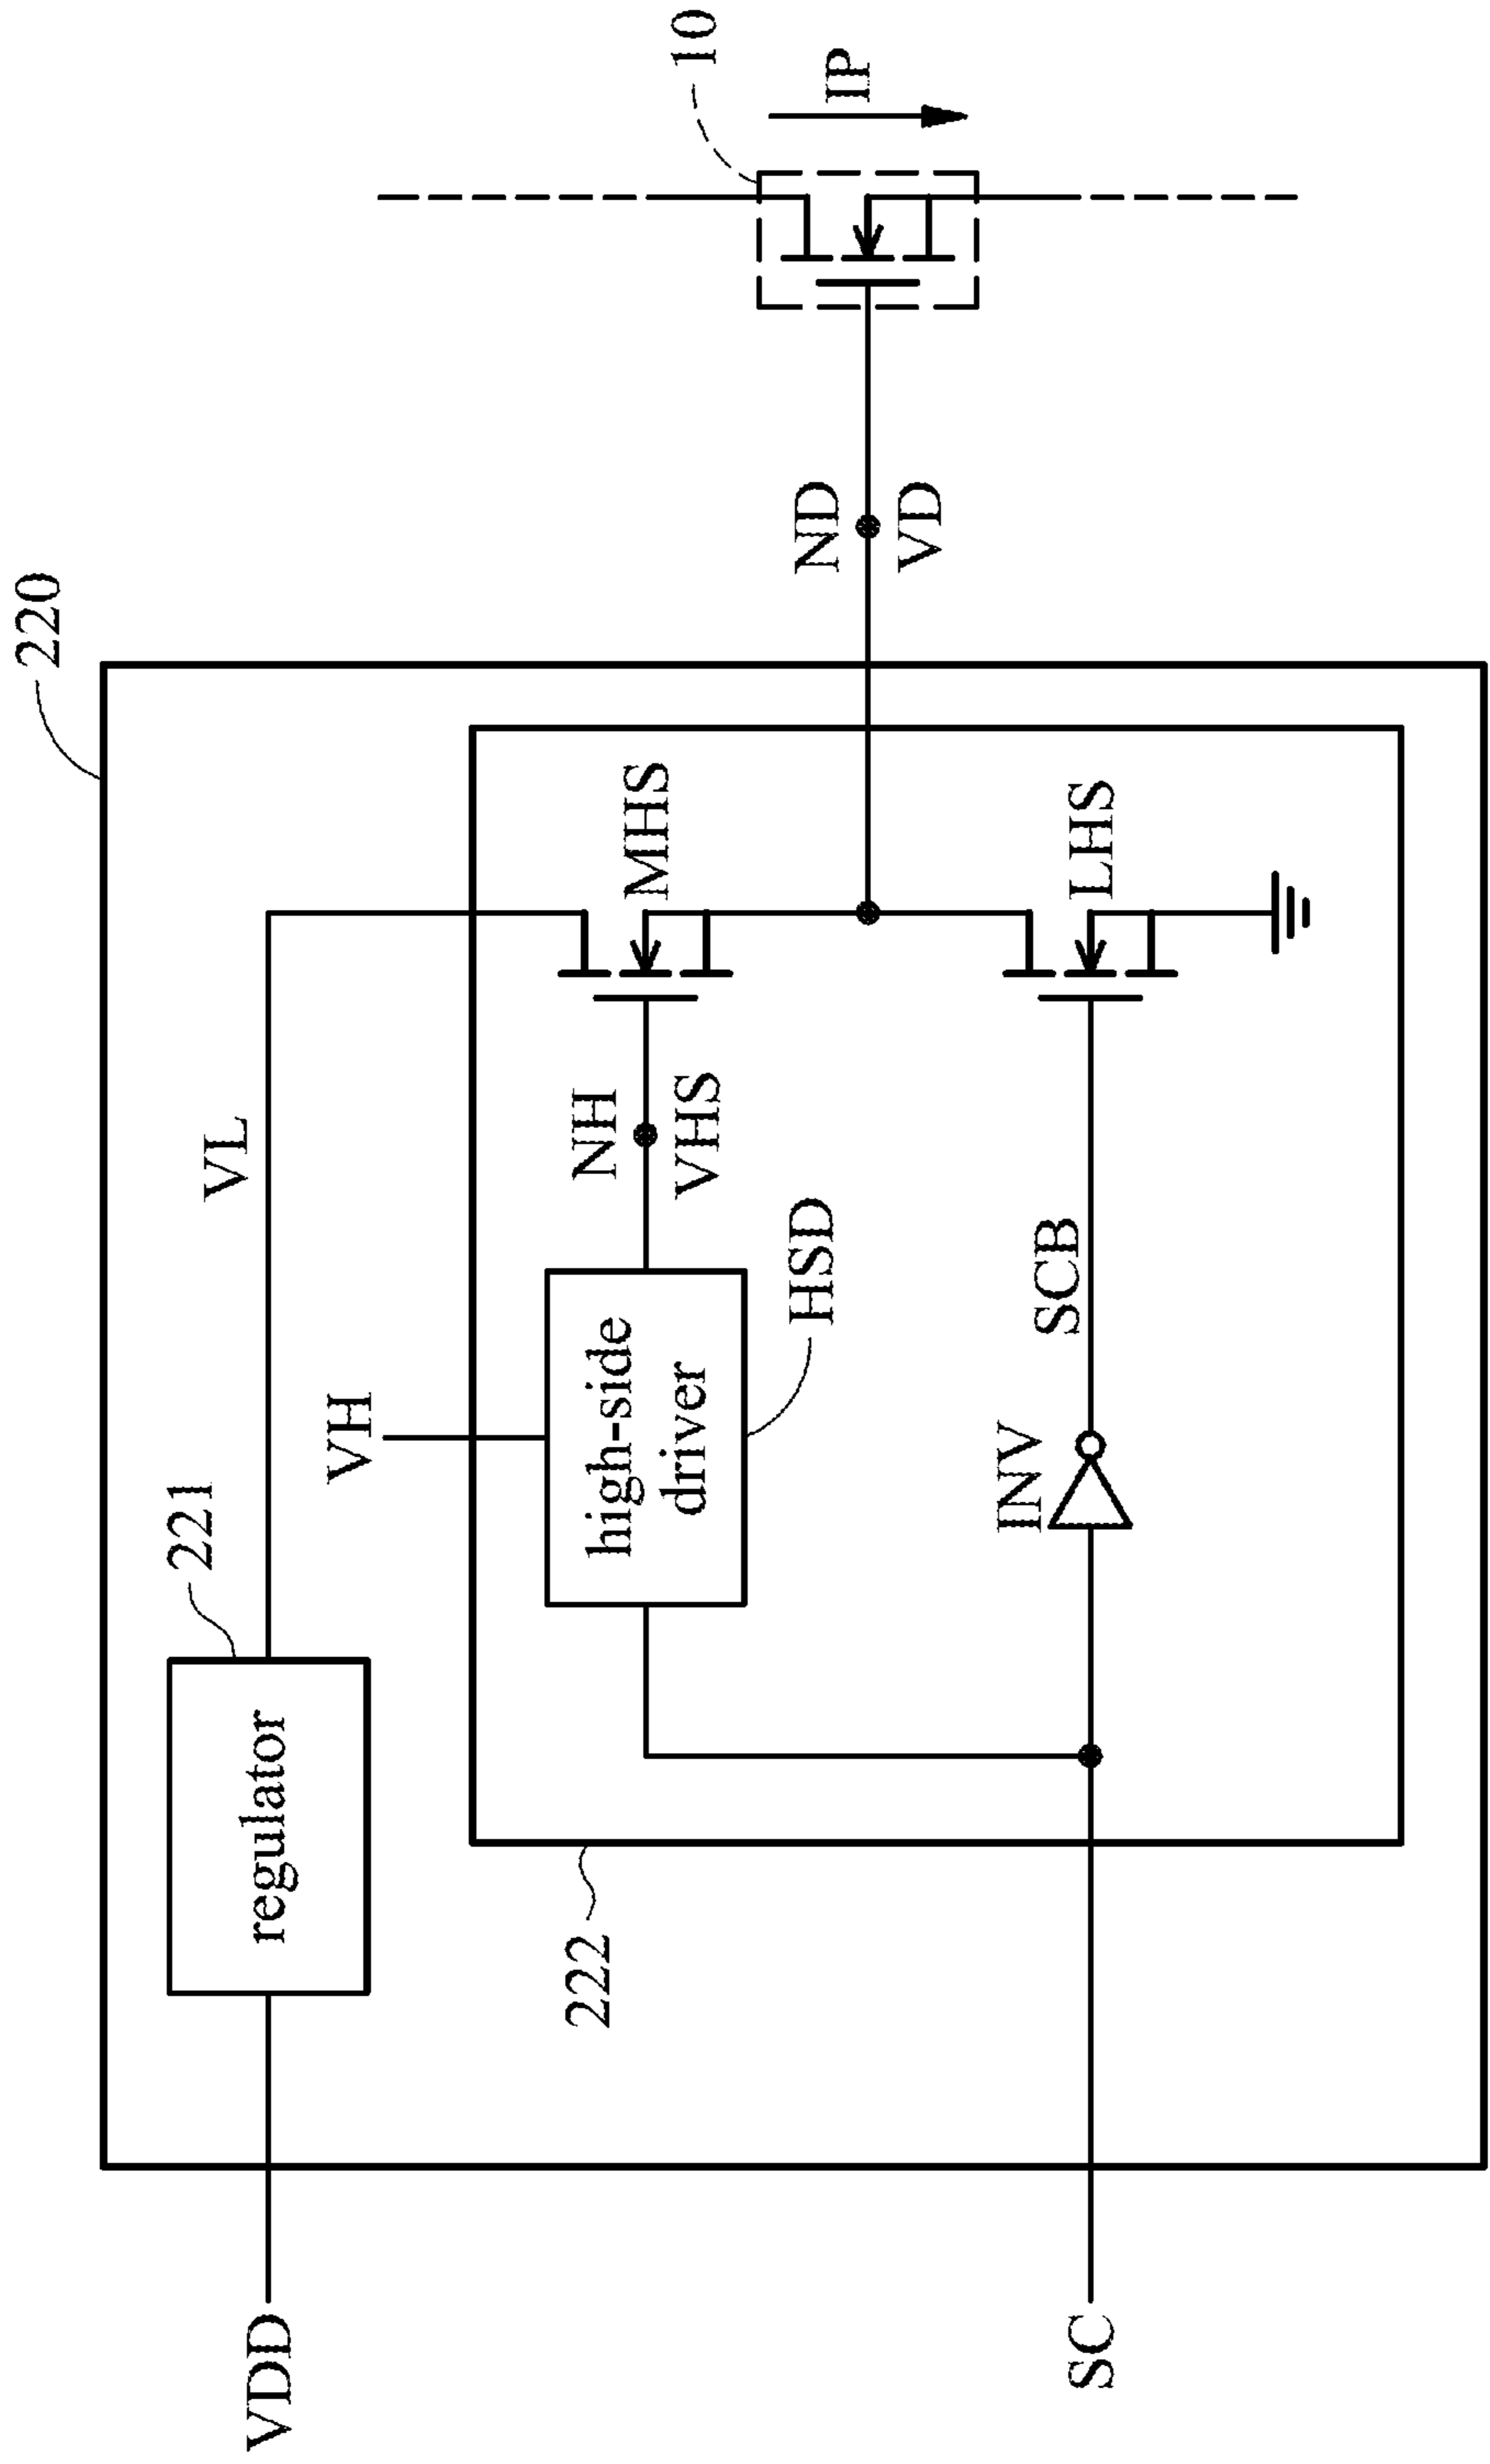 220
10
VDD
regulator
221
VL
IP
VH
222
high-side
driver
HSD
NH
VHS
MHS
ND
VD
SC
INV
SCB
LHS